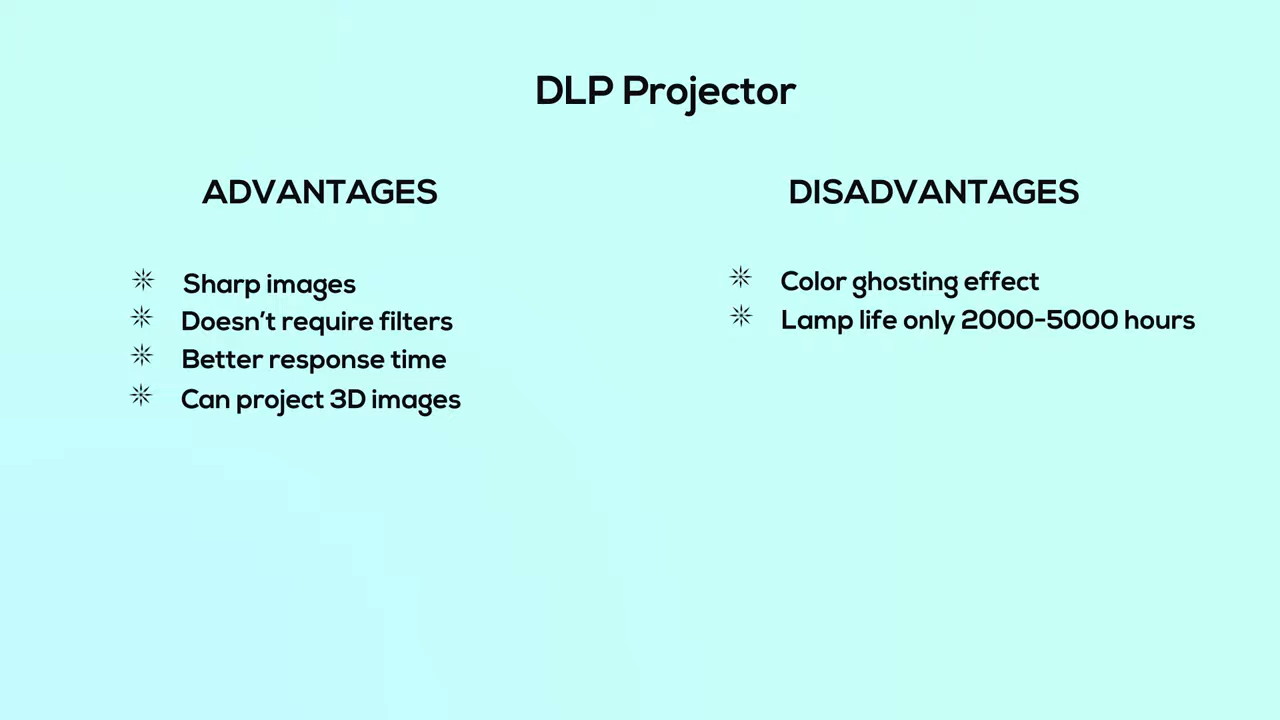 DLP Projector
ADVANTAGES
Sharp images
Doesn’t require filters
Better response time
Can project 3D images
DISADVANTAGES
Color ghosting effect
Lamp life only 2000-5000 hours